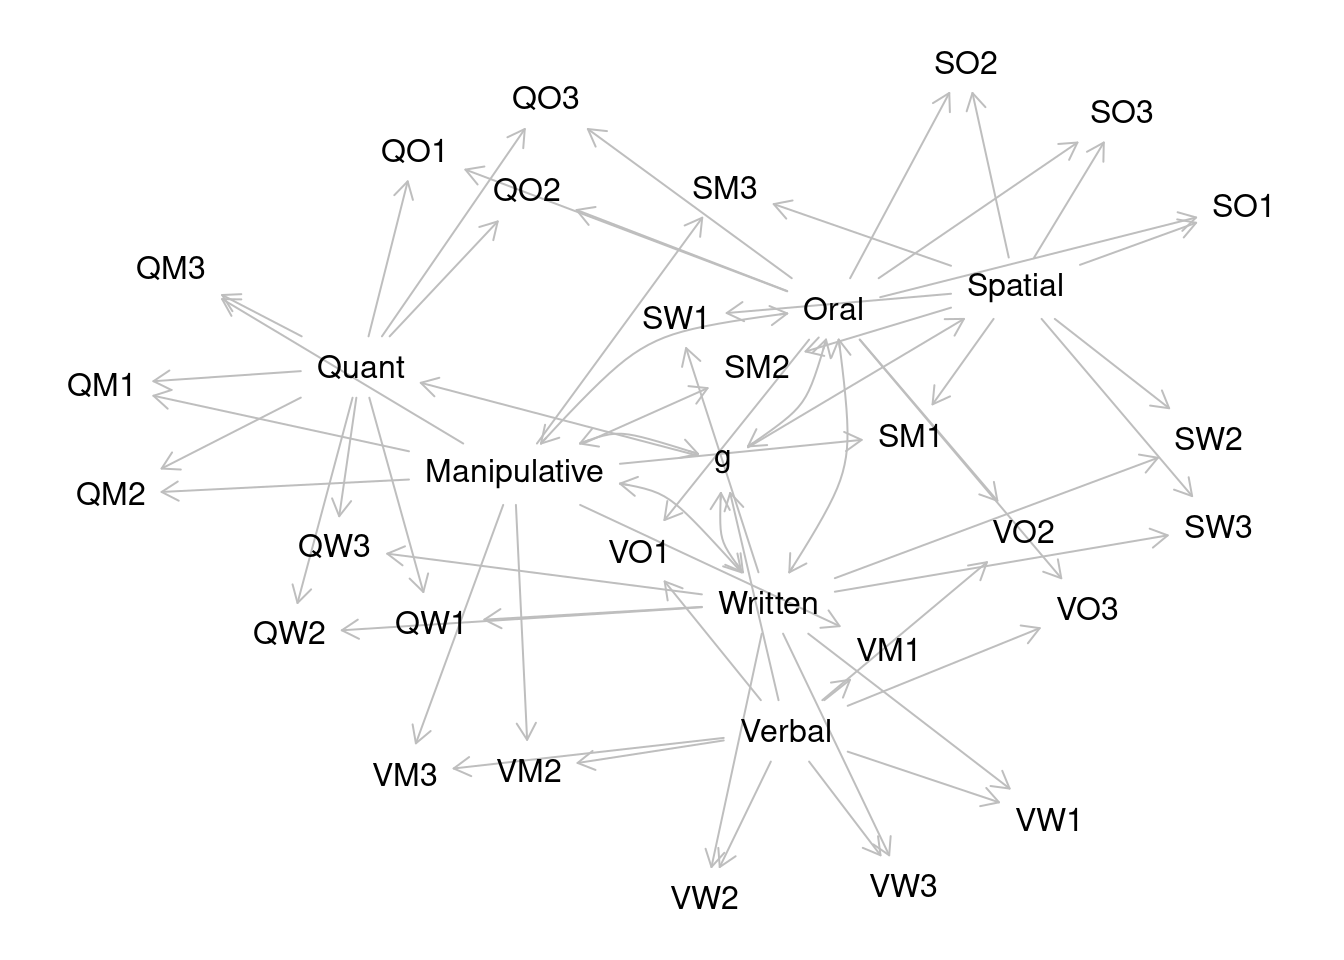 SO2
QO3
SO3
QO1
QO2
SM3
SO1
QM3
Spatial
Oral
SW1
Quant
SM2
QM1
SM1
SW2
g
Manipulative
QM2
SW3
VO2
QW3
VO1
Written
VO3
QW1
QW2
VM1
Verbal
VM2
VM3
VW1
VW3
VW2